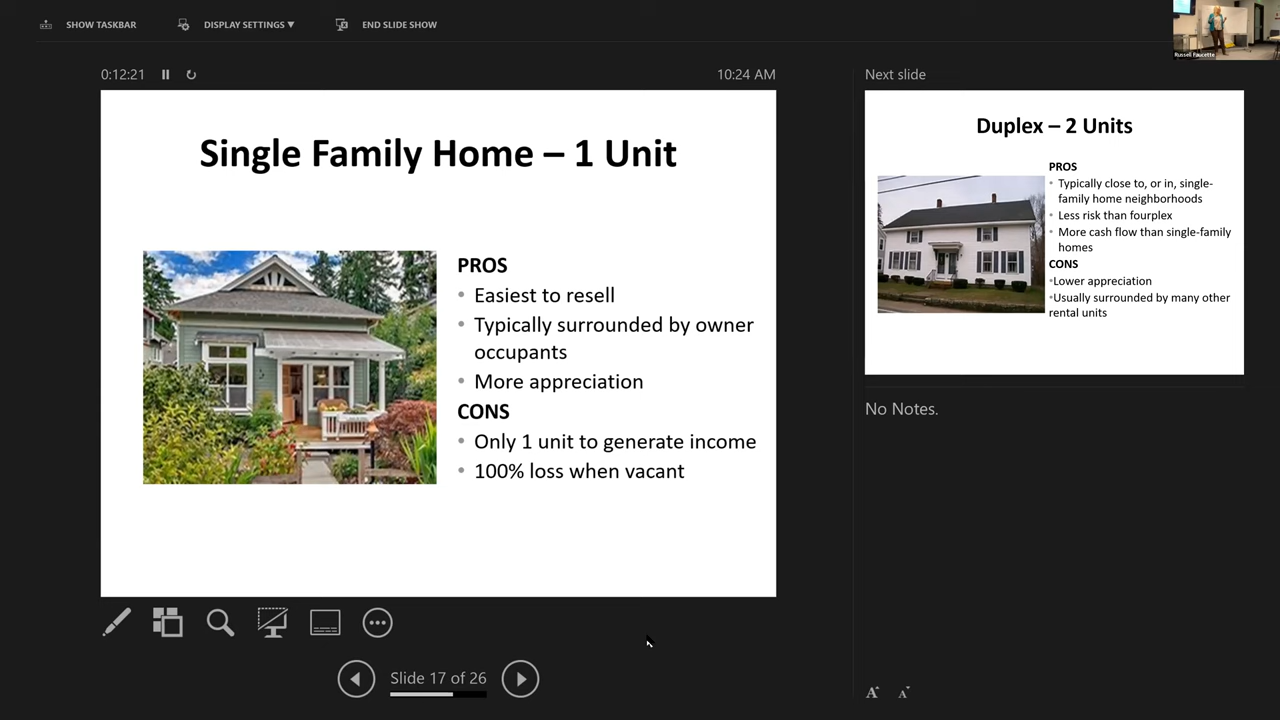 SHOW TASKBAR
DISPLAY SETTINGS ▼
END SLIDE SHOW
Russell Faucette
0:12:21
10:24 AM
Single Family Home – 1 Unit
PROS
• Easiest to resell
• Typically surrounded by owner
occupants
• More appreciation
CONS
• Only 1 unit to generate income
• 100% loss when vacant
Slide 17 of 26
Next slide
Duplex – 2 Units
PROS
• Typically close to, or in, single-
family home neighborhoods
• Less risk than fourplex
• More cash flow than single-family
homes
CONS
•Lower appreciation
•Usually surrounded by many other
rental units
No Notes.
A
A